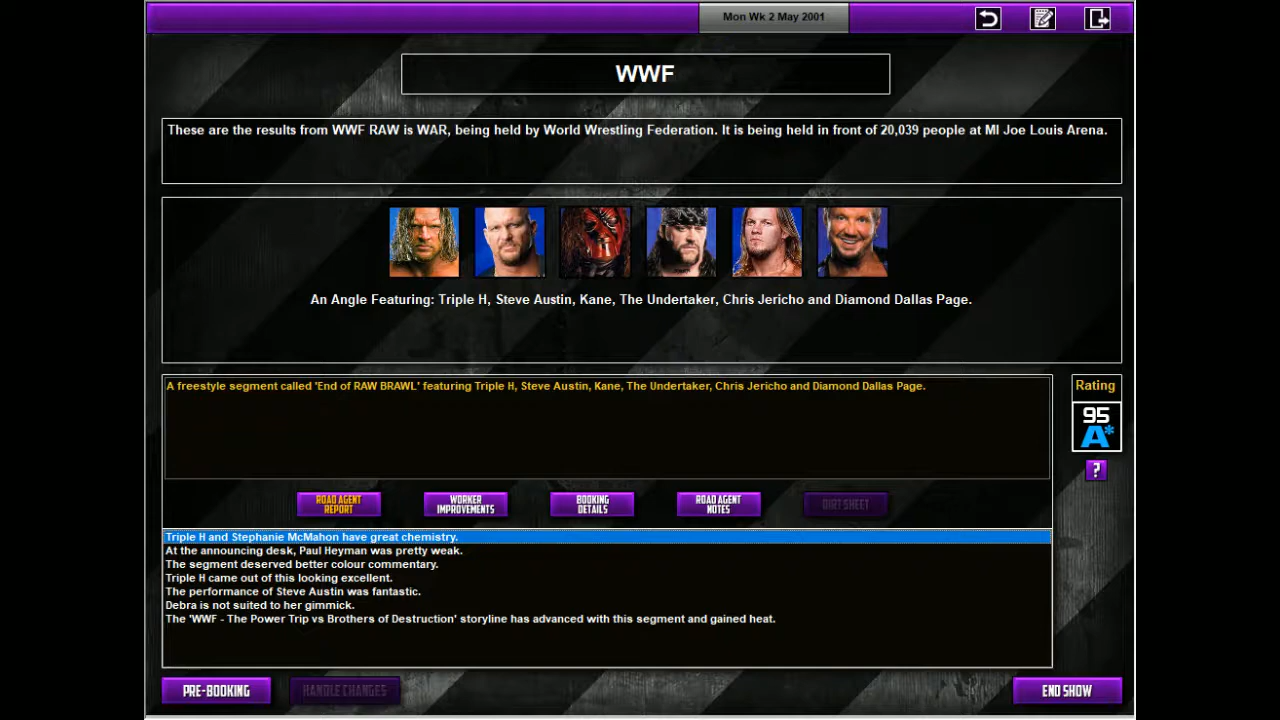 Mon Wk 2 May 2001
WWF
These are the results from WWF RAW is WAR, being held by World Wrestling Federation. It is being held in front of 20,039 people at MI Joe Louis Arena.
An Angle Featuring: Triple H, Steve Austin, Kane, The Undertaker, Chris Jericho and Diamond Dallas Page.
A freestyle segment called 'End of RAW BRAWL' featuring Triple H, Steve Austin, Kane, The Undertaker, Chris Jericho and Diamond Dallas Page.
Rating
95
A*
?
ROAD AGENT REPORT
WORKER IMPROVEMENTS
BOOKING DETAILS
ROAD AGENT NOTES
DIRT SHEET
Triple H and Stephanie McMahon have great chemistry.
At the announcing desk, Paul Heyman was pretty weak.
The segment deserved better colour commentary.
Triple H came out of this looking excellent.
The performance of Steve Austin was fantastic.
Debra is not suited to her gimmick.
The 'WWF - The Power Trip vs Brothers of Destruction' storyline has advanced with this segment and gained heat.
PRE-BOOKING
HANDLE CHANGES
END SHOW